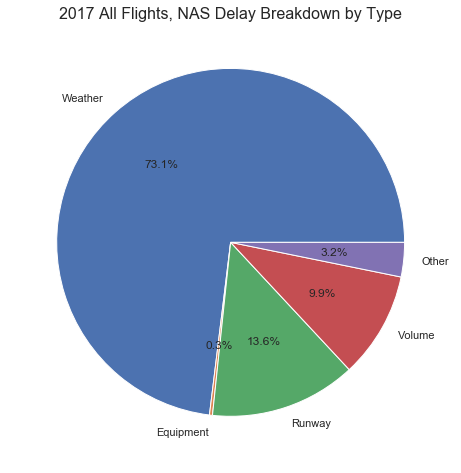 2017 All Flights, NAS Delay Breakdown by Type
Weather
73.1%
3.2%
Other
9.9%
Volume
13.6%
0.3%
Runway
Equipment